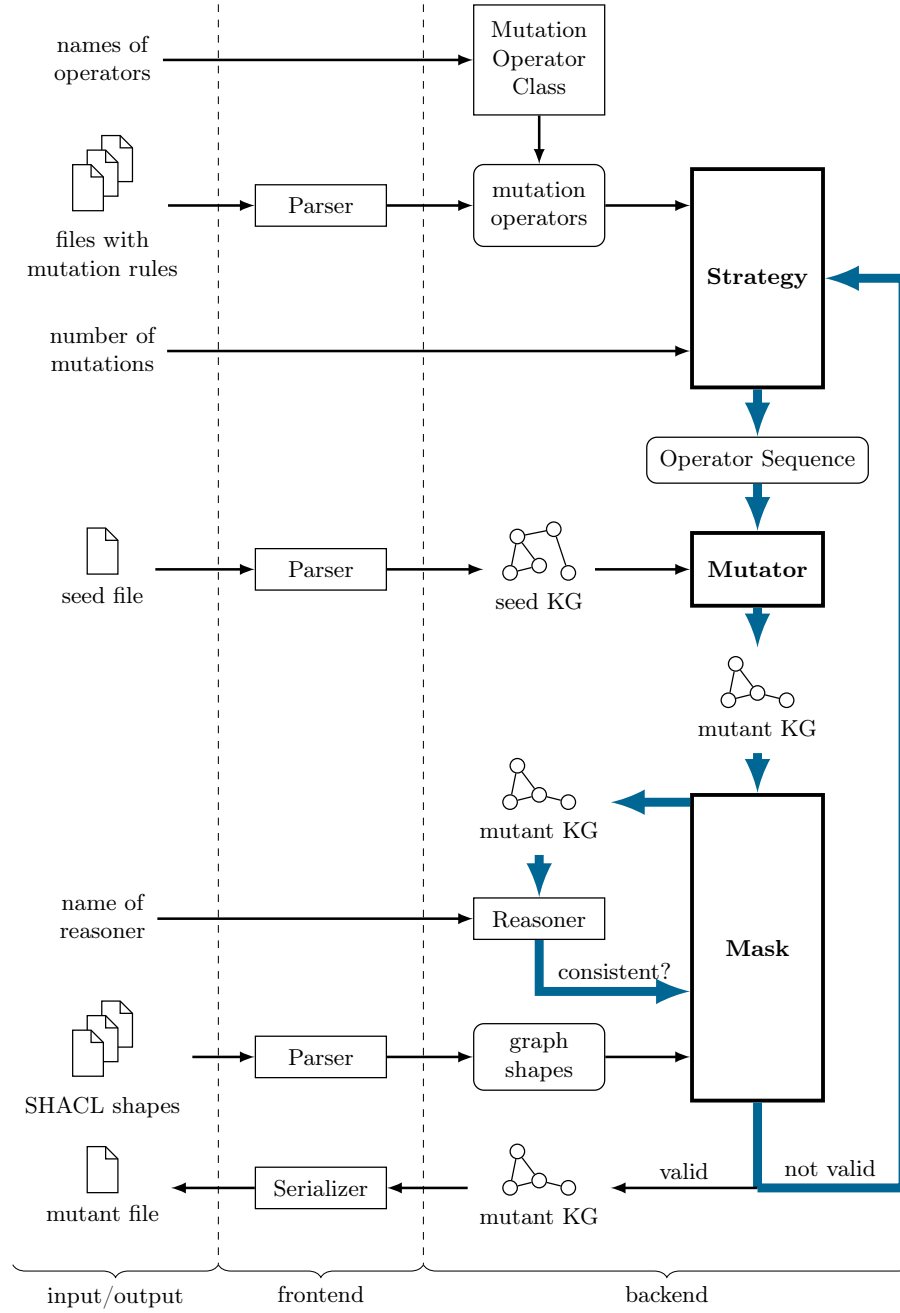 names of
operators
Mutation
Operator
Class
files with
mutation rules
Parser
mutation
operators
Strategy
number of
mutations
Operator Sequence
seed file
Parser
seed KG
Mutator
mutant KG
mutant KG
name of
reasoner
Reasoner
consistent?
Mask
SHACL shapes
Parser
graph
shapes
mutant file
Serializer
mutant KG
valid
not valid
input/output
frontend
backend